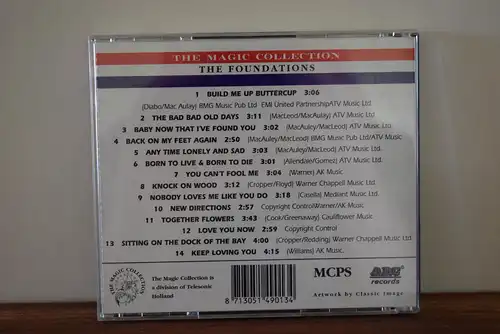 THE MAGIC COLLECTION
THE FOUNDATIONS
1 BUILD ME UP BUTTERCUP 3:06
(Diabo/Mac Aulay) BMG Music Pub Ltd EMI United PartnershipATV Music Ltd
2 THE BAD BAD OLD DAYS 3:11 (MacLeod/MacAulay) ATV Music Ltd.
3 BABY NOW THAT I'VE FOUND YOU 3:02 (MacAuley/MacLeod) ATV Music Ltd.
4 BACK ON MY FEET AGAIN 2:50 (MacAuley/MacLeod) BMG Music Pub Ltd/ATV Music
5 ANY TIME LONELY AND SAD 3:03 (MacAuley/MacLeod) ATV Music Ltd.
6 BORN TO LIVE & BORN TO DIE 3:01 (Allendale/Gomez) ATV Music Ltd.
7 YOU CAN'T FOOL ME 3:04 (Warner) AK Music.
8 KNOCK ON WOOD 3:12 (Cropper/Floyd) Warner Chappell Music Ltd.
9 NOBODY LOVES ME LIKE YOU DO 3:18 (Casella) Mediant Music Ltd.
10 NEW DIRECTIONS 2:57 Copyright ControlWarner/AK Music.
11 TOGETHER FLOWERS 3:43 (Cook/Greenaway) Cauliflower Music
12 LOVE YOU NOW 2:59 Copyright Control
13 SITTING ON THE DOCK OF THE BAY 4:00 (Cropper/Redding) Warner Chappell Music Ltd.
14 KEEP LOVING YOU 4:15 (Williams) AK Music.
THE MAGIC COLLECTION
The Magic Collection is
a division of Telesonic
Holland
8 713051 490134
MCPS
ARC
records
Artwork by Classic Image